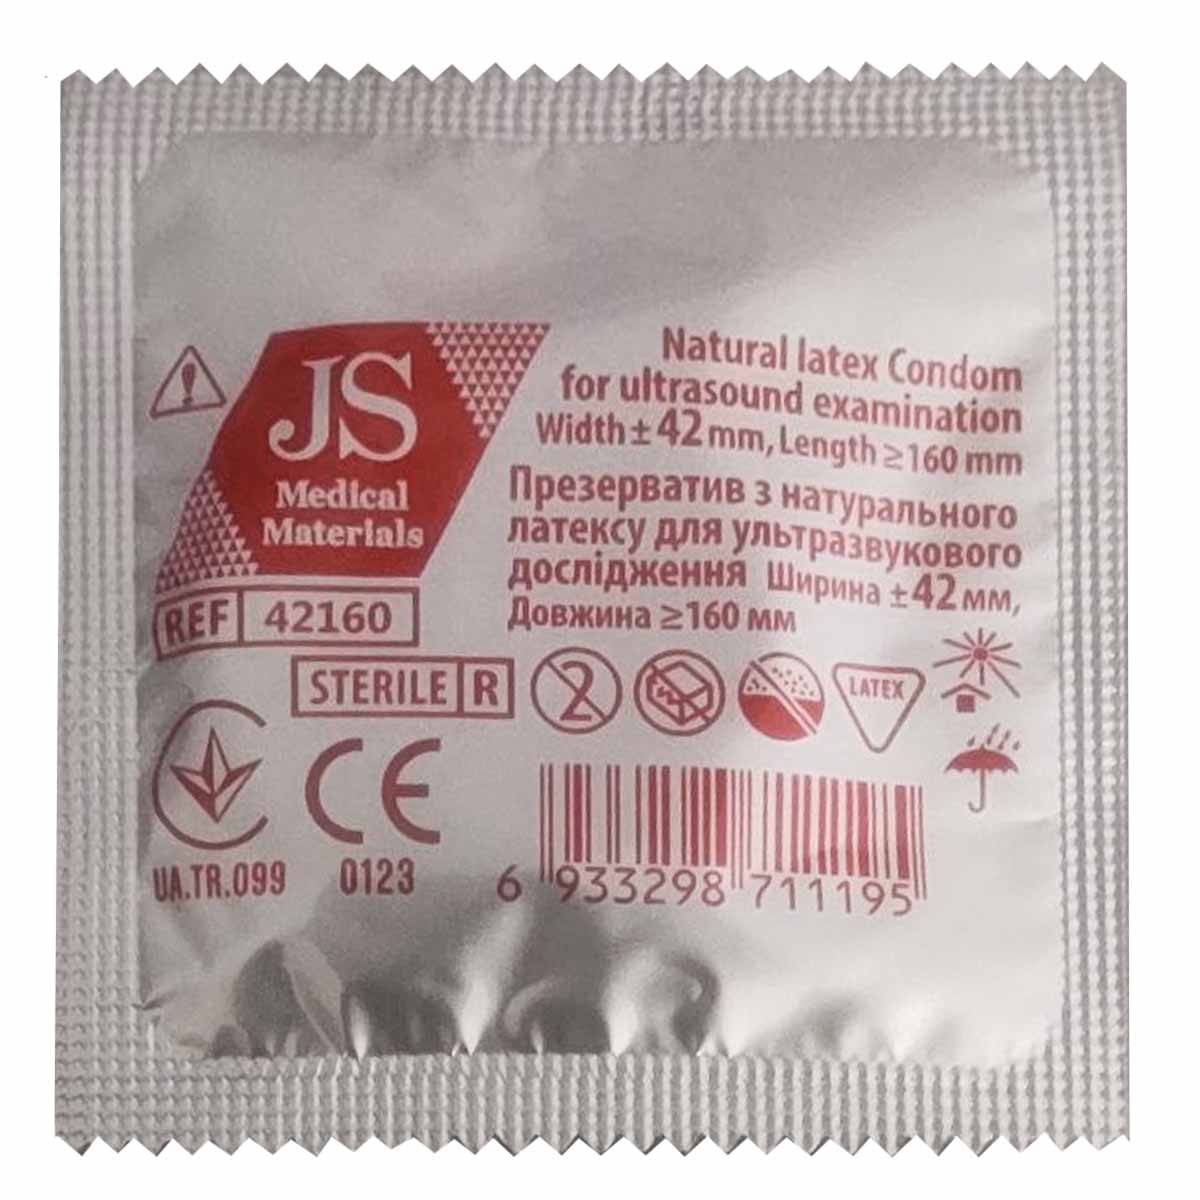 JS
Medical
Materials
REF 42160
Natural latex Condom
for ultrasound examination
Width ± 42 mm, Length ≥160 mm
Презерватив з натурального
латексу для ультразвукового
дослідження Ширина ±42 мм,
Довжина ≥160 мм
STERILE R
2
LATEX
UA.TR.099
CE
0123
6 933298 711195